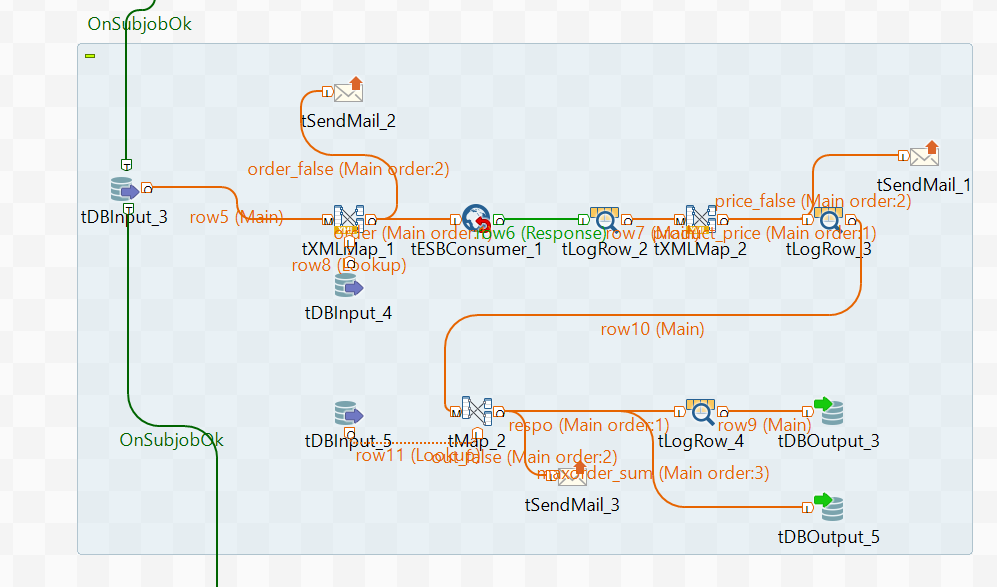 OnSubjobOk
tSendMail_2
order_false (Main order:2)
tSendMail_1
tDBInput_3
row5 (Main)
price_false (Main order:2)
order (Main order:1)
row6 (Response)
row7 (Main)
product_price (Main order:1)
tXMLMap_1
tESBConsumer_1
tLogRow_2
tXMLMap_2
tLogRow_3
row8 (Lookup)
tDBInput_4
row10 (Main)
respo (Main order:1)
row9 (Main)
OnSubjobOk
tDBInput_5
tMap_2
tLogRow_4
tDBOutput_3
row11 (Lookup)
out_false (Main order:2)
maxorder_sum (Main order:3)
tSendMail_3
tDBOutput_5